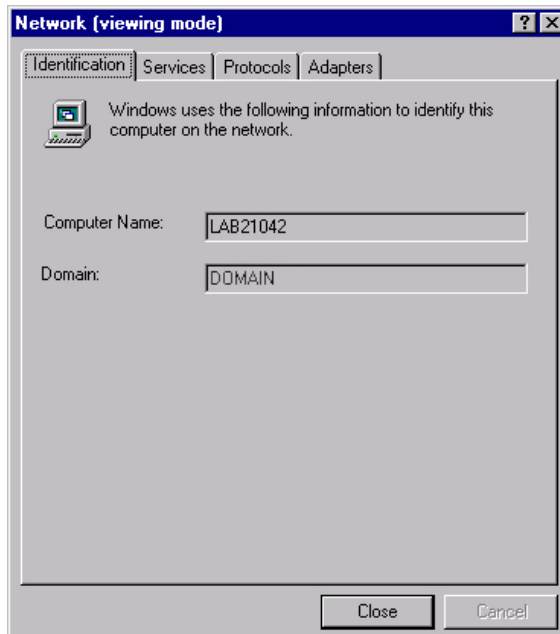 Network (viewing mode)
Identification Services Protocols Adapters
Windows uses the following information to identify this
computer on the network.
Computer Name: LAB21042
Domain: DOMAIN
Close Cancel